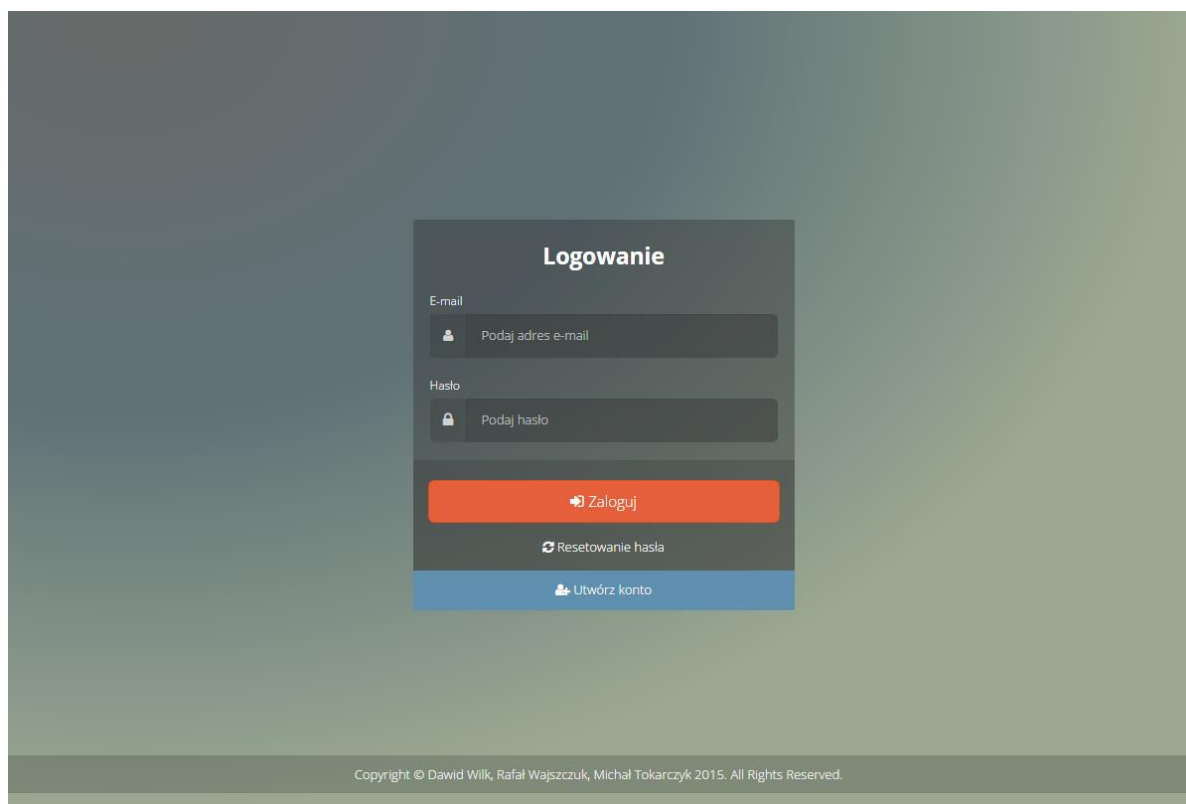 Logowanie
E-mail
Podaj adres e-mail
Hasło
Podaj hasło
Zaloguj
Resetowanie hasła
Utwórz konto
Copyright © Dawid Wilk, Rafał Wajszczuk, Michał Tokarczyk 2015. All Rights Reserved.